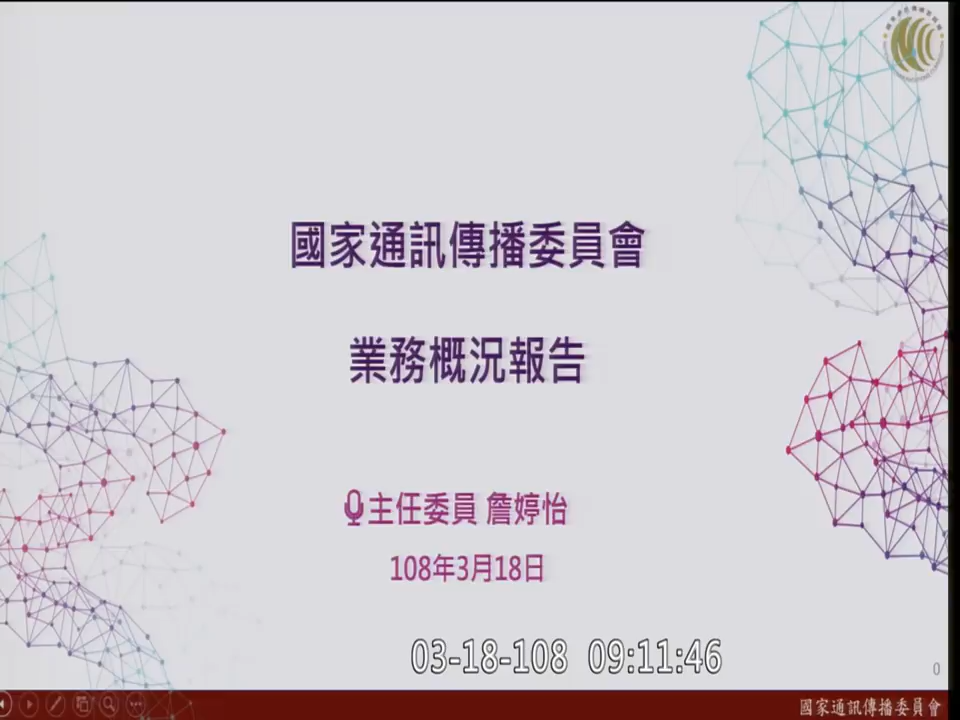 國家通訊傳播委員會
業務概況報告
主任委員 詹婷怡
108年3月18日
03-18-108 09:11:46
0
國家通訊傳播委員會